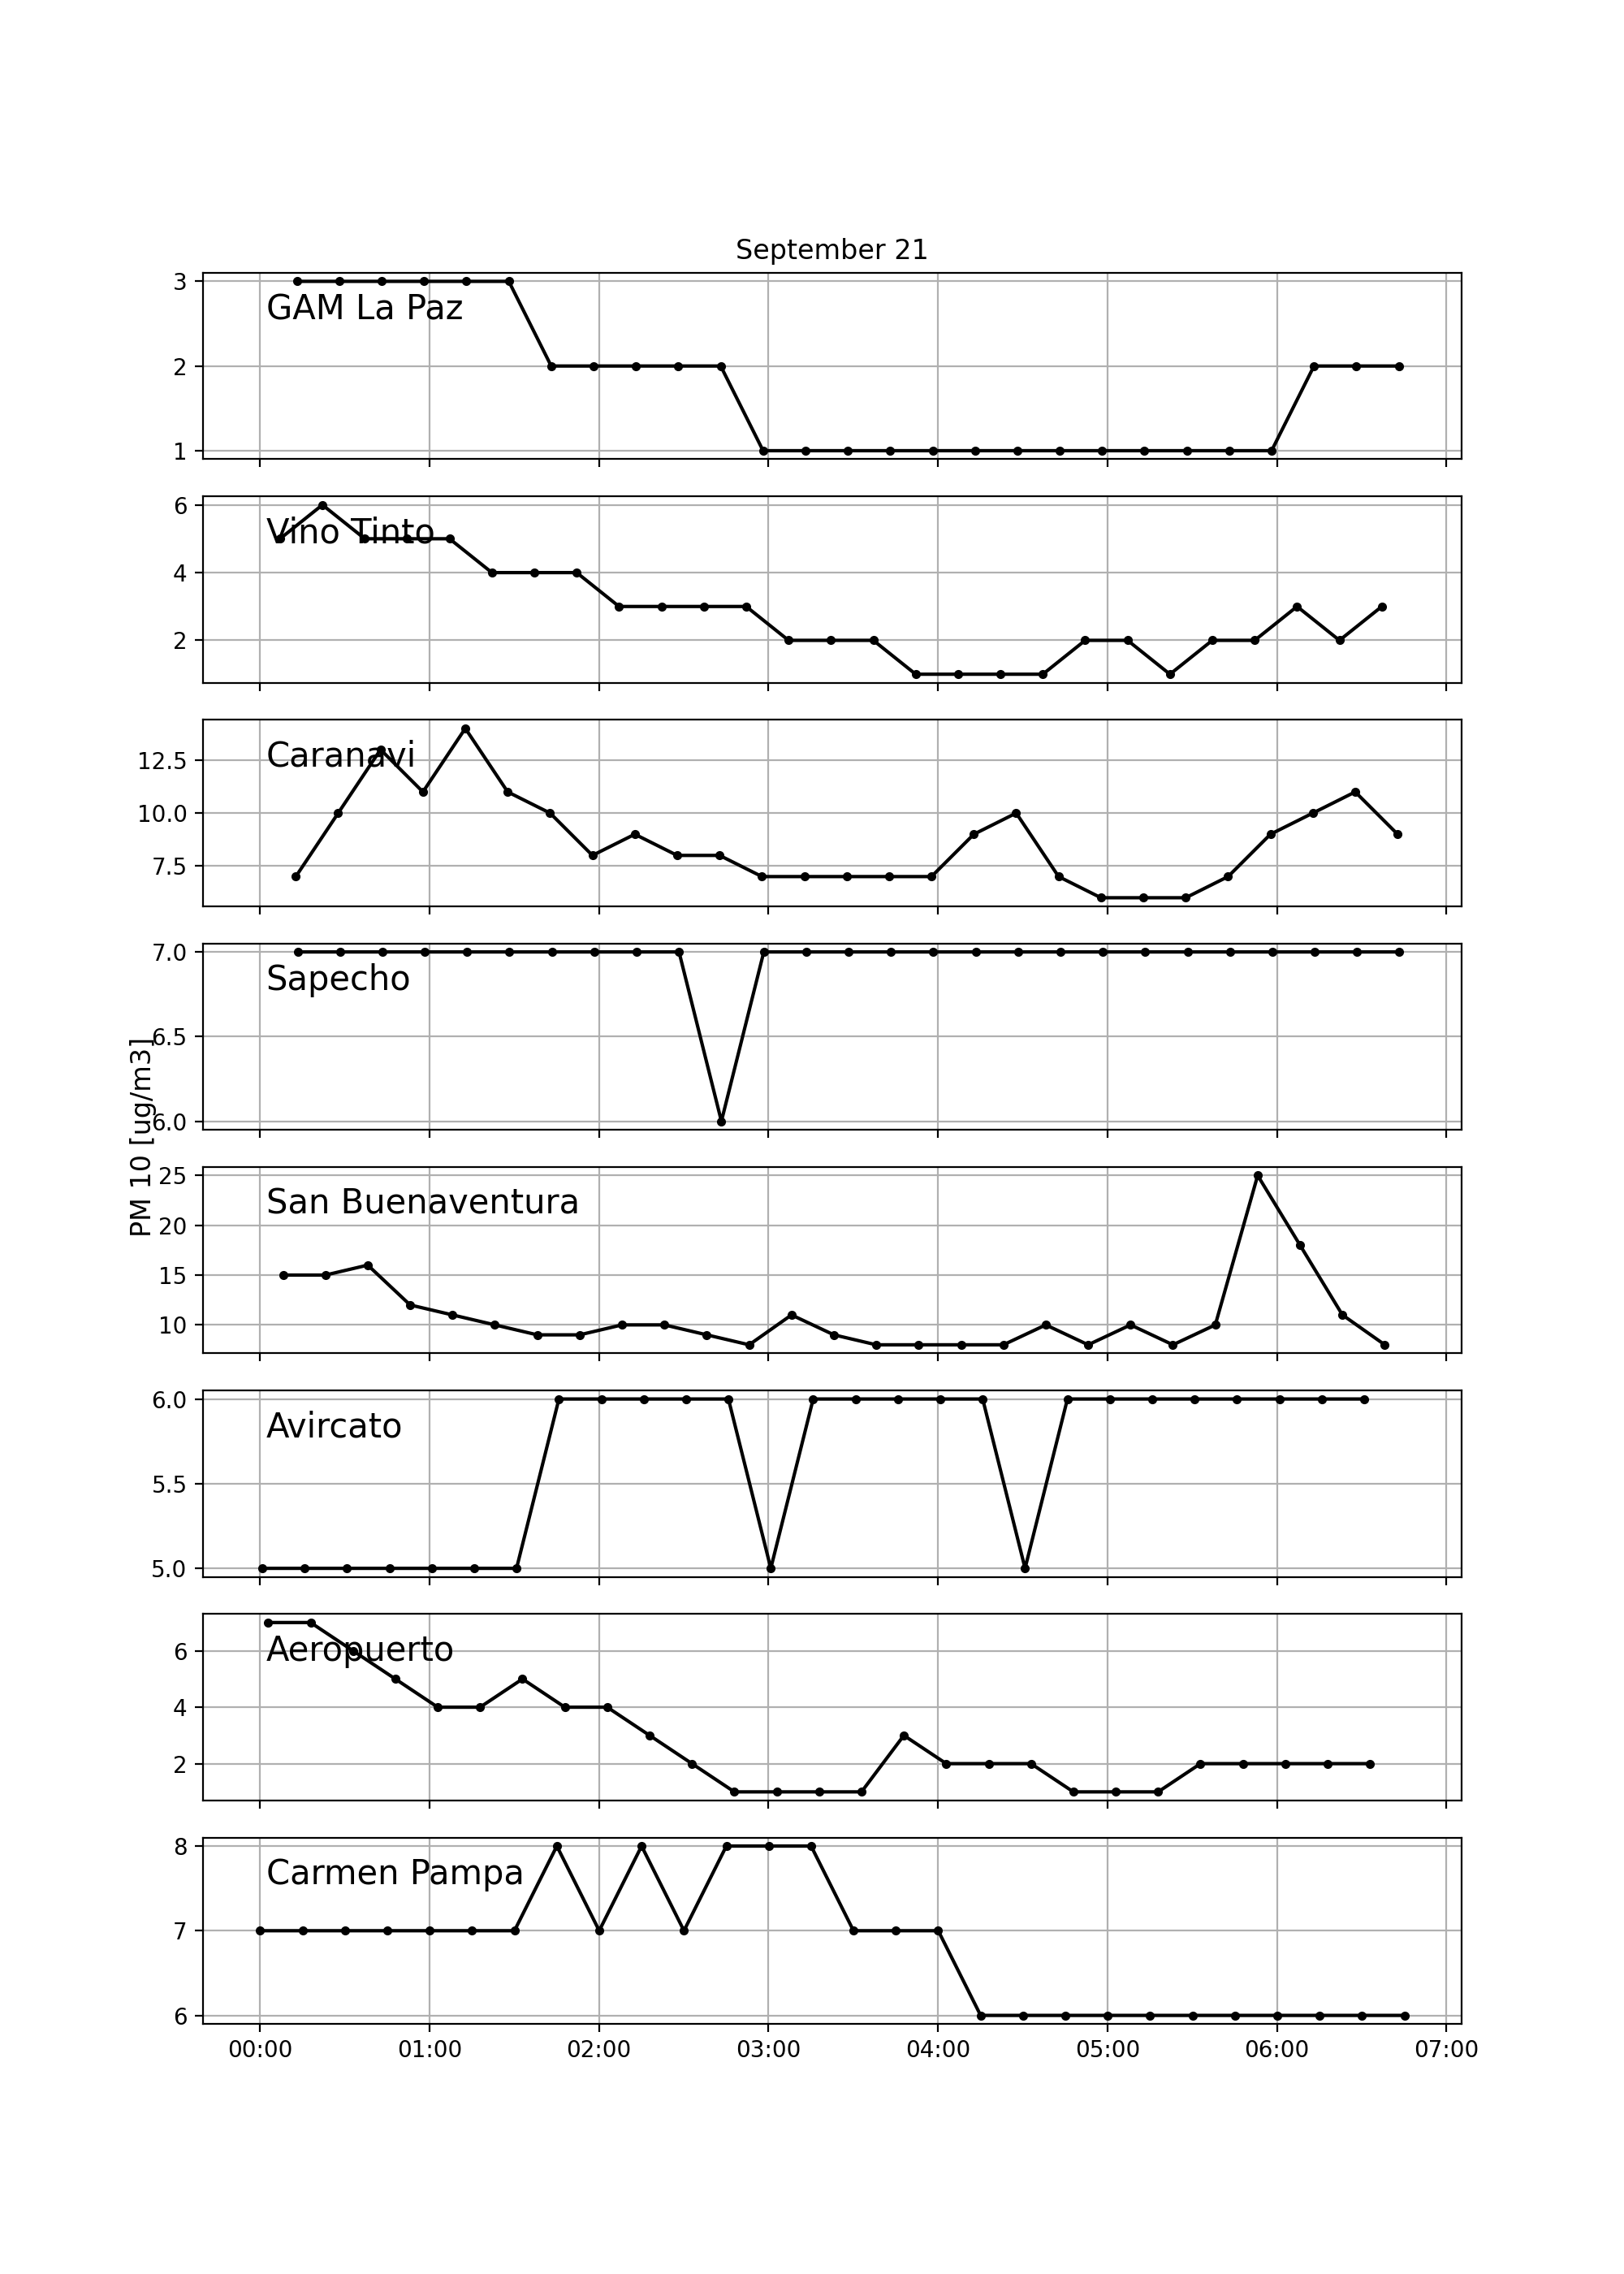 September 21
3
GAM La Paz
2
1
6
Vino Tinto
4
2
12.5
Caranavi
10.0
7.5
7.0
Sapecho
6.5
6.0
PM 10 [ug/m3]
25
San Buenaventura
20
15
10
6.0
Avircato
5.5
5.0
6
Aeropuerto
4
2
8
Carmen Pampa
7
6
00:00 01:00 02:00 03:00 04:00 05:00 06:00 07:00